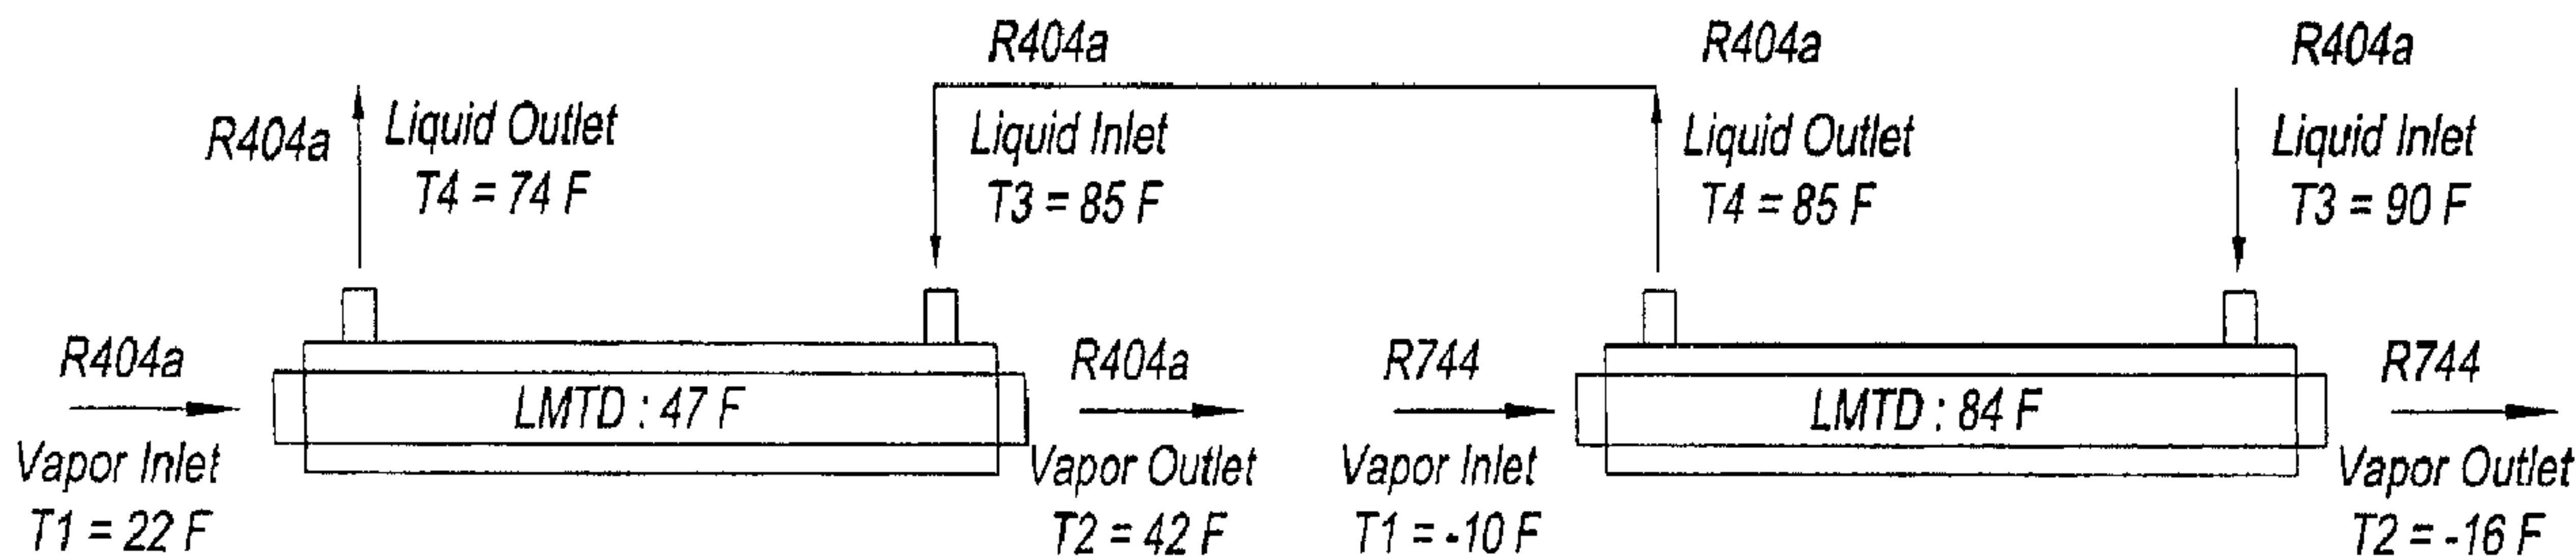 R404a
Liquid Outlet
T4 = 74 F
R404a
Liquid Inlet
T3 = 85 F
R404a
Liquid Outlet
T4 = 85 F
R404a
Liquid Inlet
T3 = 90 F
R404a
Vapor Inlet
T1 = 22 F
LMTD : 47 F
R404a
Vapor Outlet
T2 = 42 F
R744
Vapor Inlet
T1 = -10 F
LMTD : 84 F
R744
Vapor Outlet
T2 = -16 F